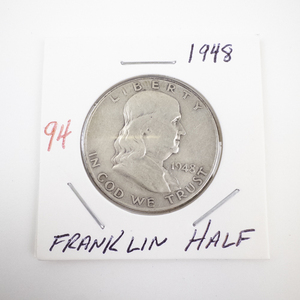 1948
94
LIBERTY
1948
IN GOD WE TRUST
FRANKLIN HALF